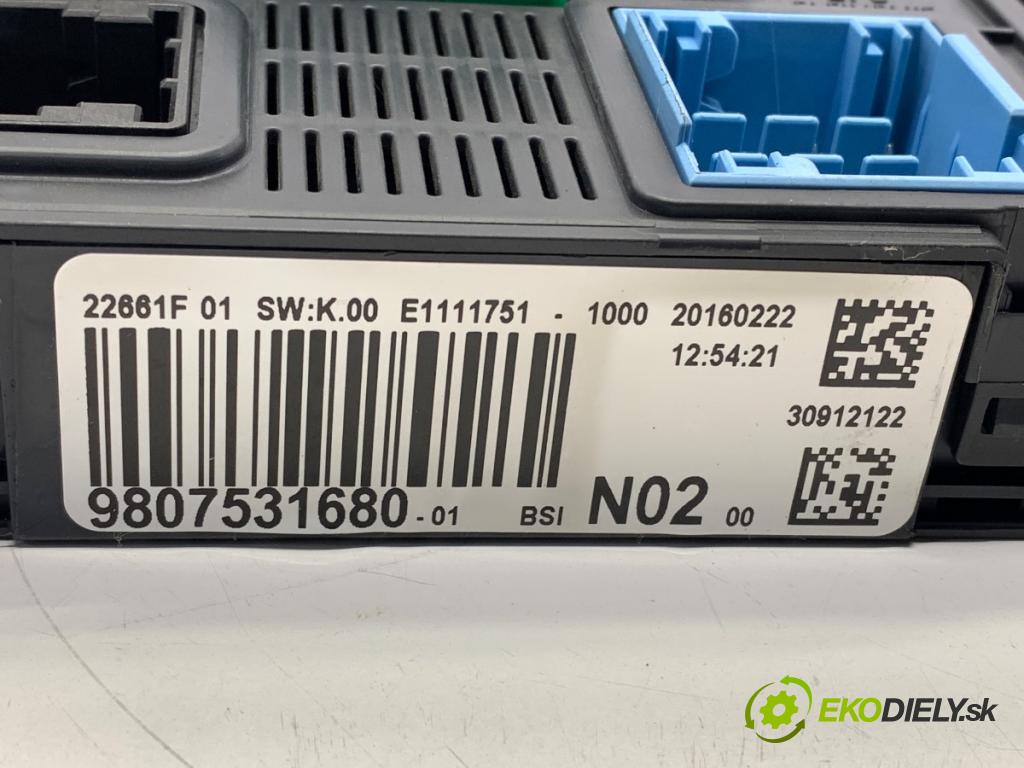 22661F 01 SW:K.00 E1111751 - 1000 20160222
12:54:21
30912122
9807531680-01 BSI N02 00
EKODIELY.sk